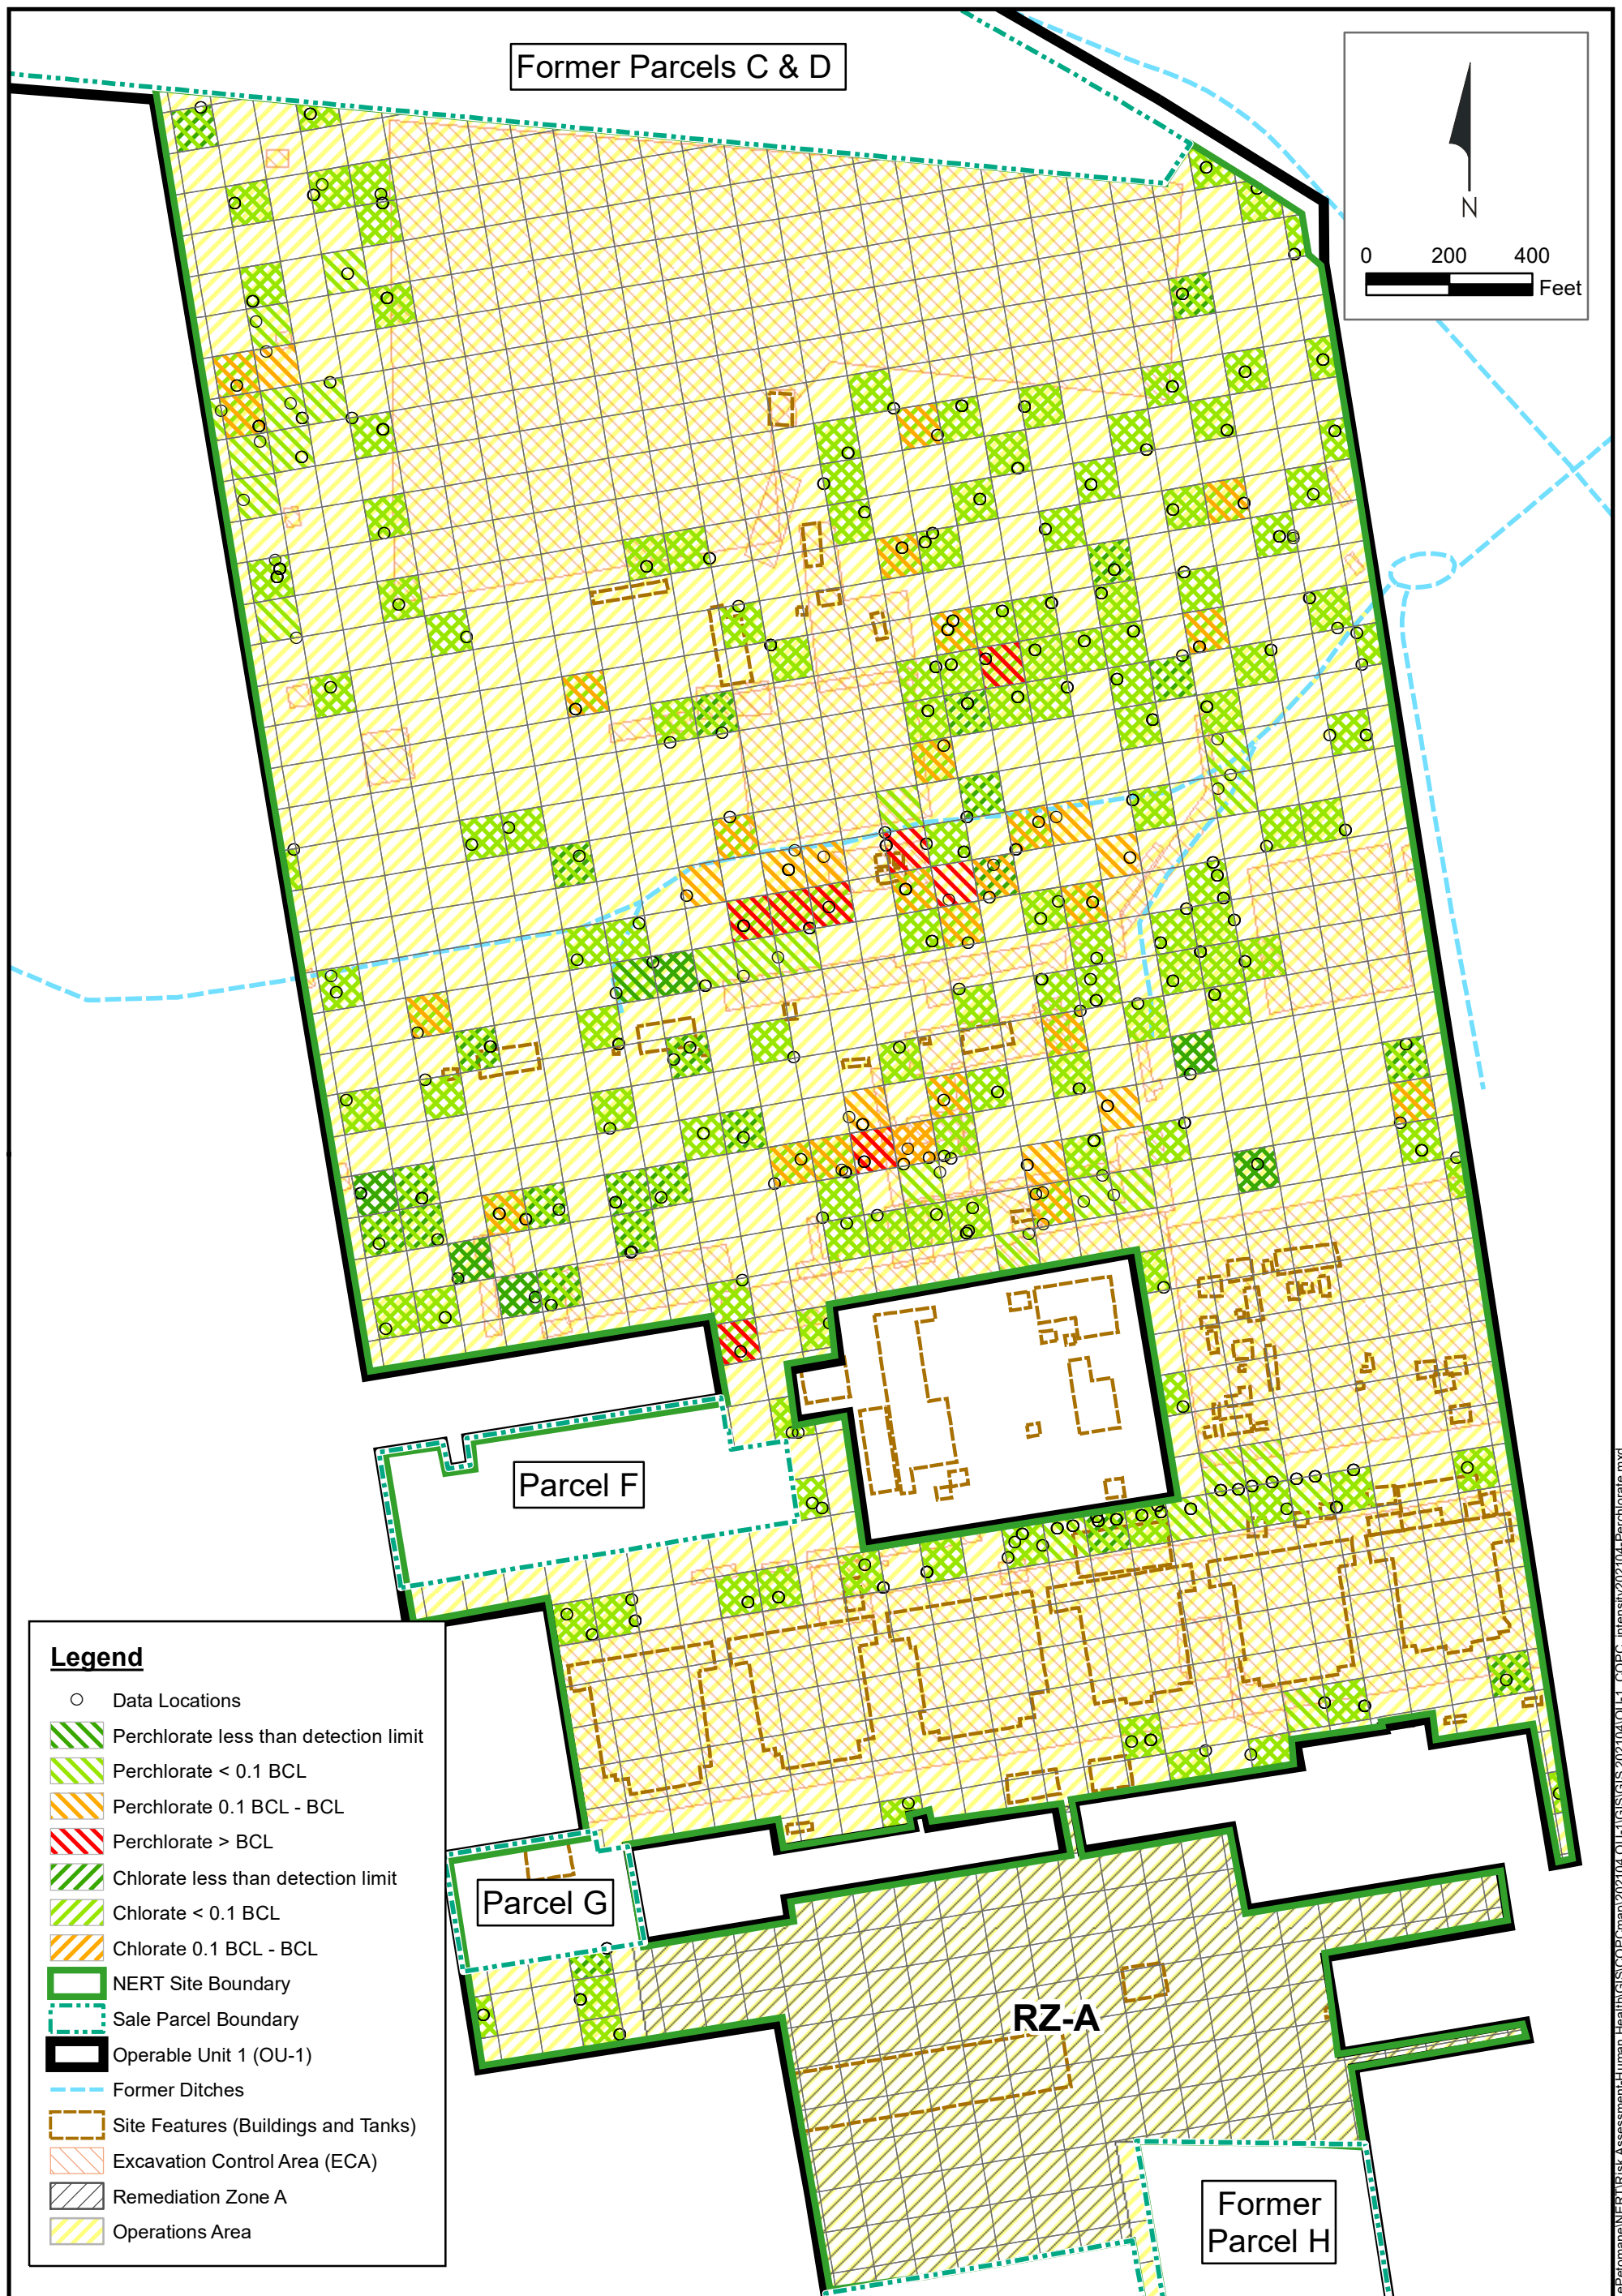 Former Parcels C & D
N
0 200 400
Feet
Parcel F
Legend
Data Locations
Perchlorate less than detection limit
Perchlorate < 0.1 BCL
Perchlorate 0.1 BCL - BCL
Perchlorate > BCL
Chlorate less than detection limit
Chlorate < 0.1 BCL
Chlorate 0.1 BCL - BCL
NERT Site Boundary
Sale Parcel Boundary
Operable Unit 1 (OU-1)
Former Ditches
Site Features (Buildings and Tanks)
Excavation Control Area (ECA)
Remediation Zone A
Operations Area
Parcel G
RZ-A
Former
Parcel H